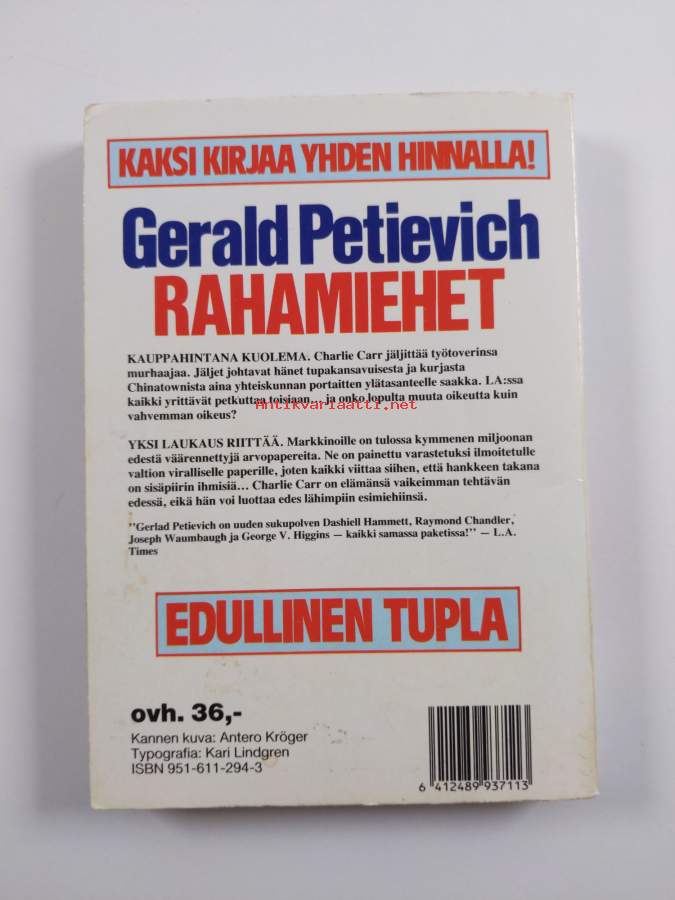 KAKSI KIRJAA YHDEN HINNALLA!
Gerald Petievich
RAHAMIEHET
KAUPPAHINTANA KUOLEMA. Charlie Carr jäljittää työtoverinsa
murhaajaa. Jäljet johtavat hänet tupakansavuisesta ja kurjasta
Chinatownista aina yhteiskunnan portaitten ylätasanteelle saakka. LA:ssa
kaikki yrittävät petkuttaa toisiaan... ja onko lopulta muuta oikeutta kuin
vahvemman oikeus?
Antikvariaatti.net
YKSI LAUKAUS RIITTÄÄ. Markkinoille on tulossa kymmenen miljoonan
edestä väärennettyjä arvopapereita. Ne on painettu varastetuksi ilmoitetulle
valtion viralliselle paperille, joten kaikki viittaa siihen, että hankkeen takana
on sisäpiirin ihmisiä... Charlie Carr on elämänsä vaikeimman tehtävän
edessä, eikä hän voi luottaa edes lähimpiin esimiehiinsä.
"Gerlad Petievich on uuden sukupolven Dashiell Hammett, Raymond Chandler,
Joseph Waumbaugh ja George V. Higgins — kaikki samassa paketissa!" — L.A.
Times
EDULLINEN TUPLA
ovh. 36,-
Kannen kuva: Antero Kröger
Typografia: Kari Lindgren
ISBN 951-611-294-3
6 412489 937113